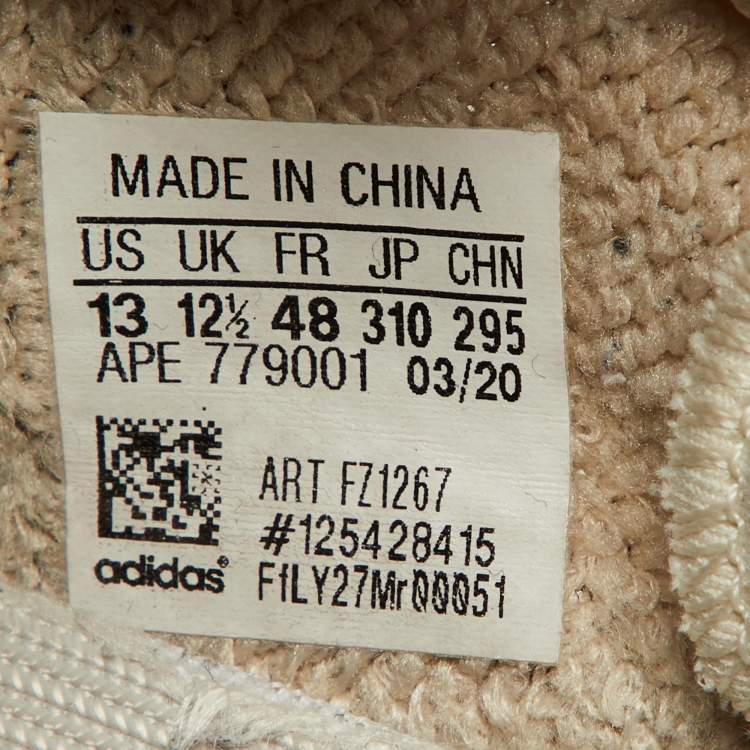 MADE IN CHINA
US UK FR JP CHN
13 12½ 48 310 295
APE 779001 03/20
ART FZ1267
#125428415
adidas®
FfLY27Mr00051